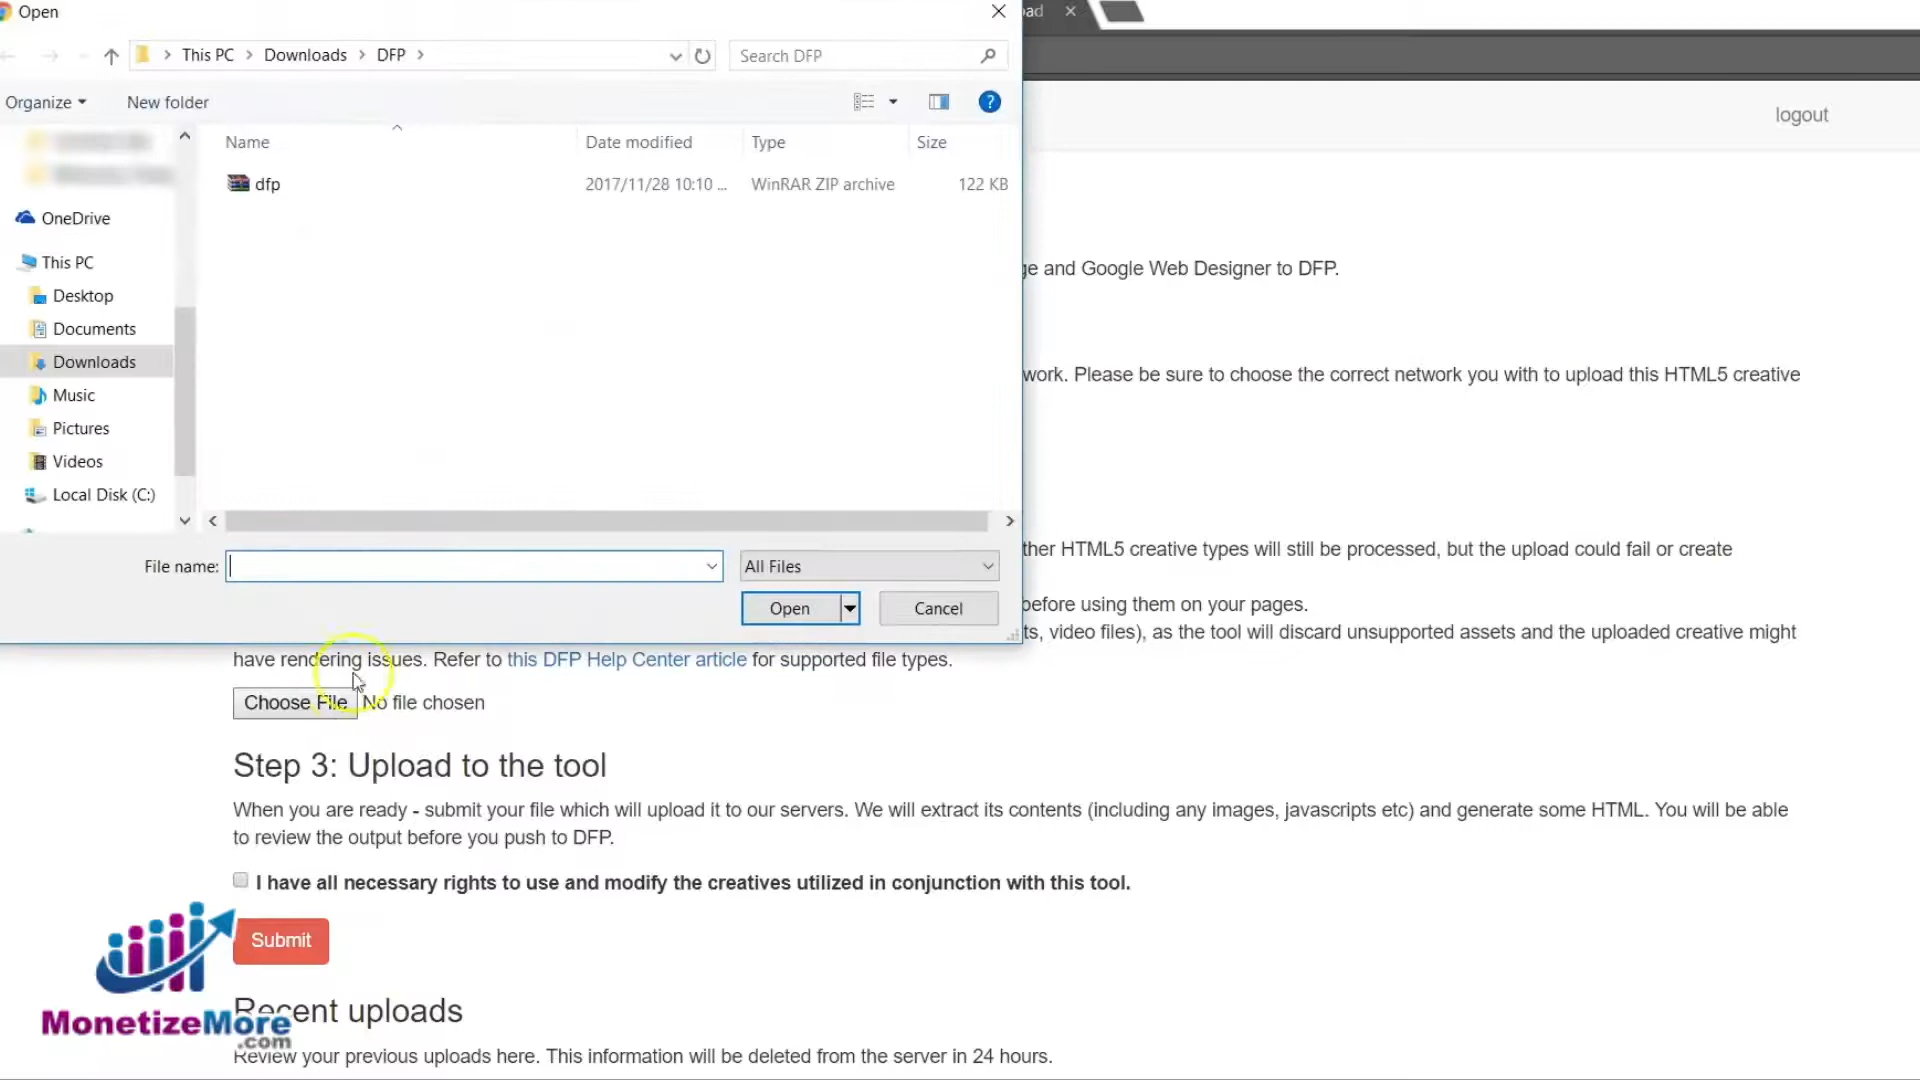 Open
ad
This PC > Downloads > DFP >
Search DFP
Organize
New folder
?
logout
Name
Date modified
Type
Size
dfp
2017/11/28 10:10 ...
WinRAR ZIP archive
122 KB
OneDrive
This PC
Desktop
Documents
Downloads
Music
Pictures
Videos
Local Disk (C:)
ge and Google Web Designer to DFP.
work. Please be sure to choose the correct network you with to upload this HTML5 creative
ther HTML5 creative types will still be processed, but the upload could fail or create
File name:
All Files
Open
Cancel
before using them on your pages.
ts, video files), as the tool will discard unsupported assets and the uploaded creative might
have rendering issues. Refer to this DFP Help Center article for supported file types.
Choose File No file chosen
Step 3: Upload to the tool
When you are ready - submit your file which will upload it to our servers. We will extract its contents (including any images, javascripts etc) and generate some HTML. You will be able
to review the output before you push to DFP.
I have all necessary rights to use and modify the creatives utilized in conjunction with this tool.
Submit
Recent uploads
MonetizeMore
.com
Review your previous uploads here. This information will be deleted from the server in 24 hours.